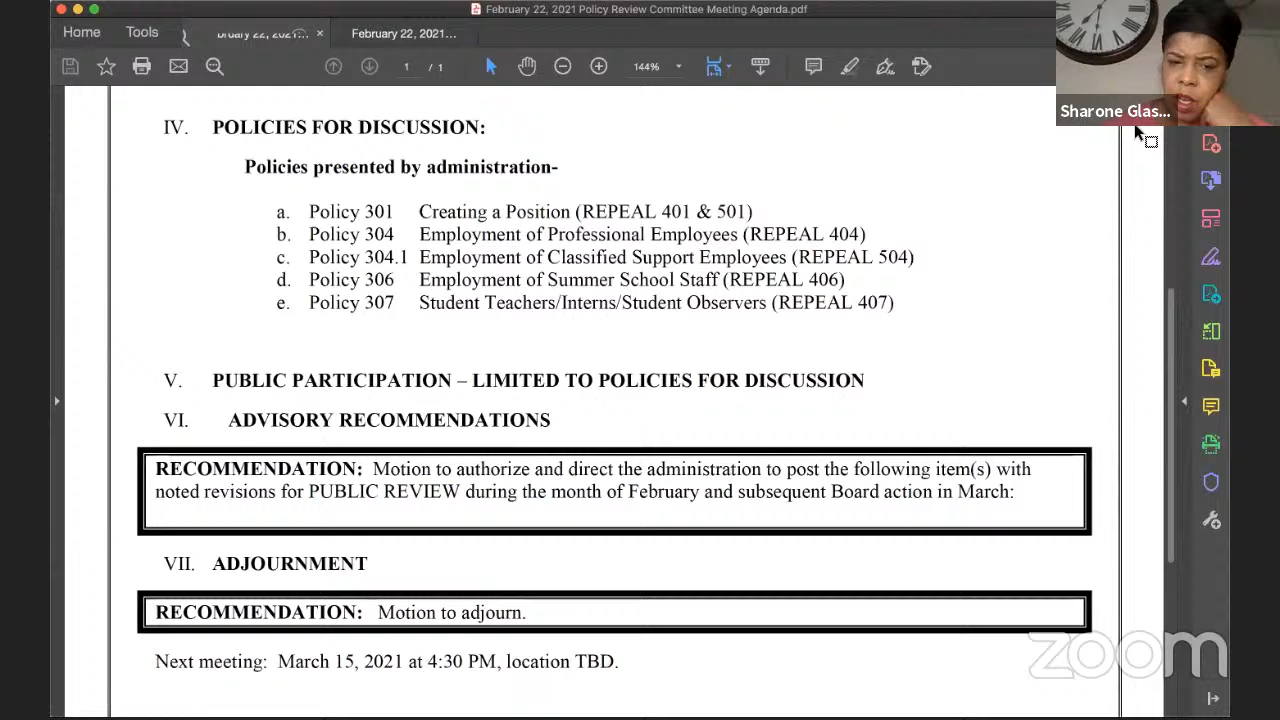 February 22, 2021 Policy Review Committee Meeting Agenda.pdf
Home Tools bruary 22, 2021... × February 22, 2021...
1 / 1 144%
Sharone Glas...
IV. POLICIES FOR DISCUSSION:
Policies presented by administration-
a. Policy 301 Creating a Position (REPEAL 401 & 501)
b. Policy 304 Employment of Professional Employees (REPEAL 404)
c. Policy 304.1 Employment of Classified Support Employees (REPEAL 504)
d. Policy 306 Employment of Summer School Staff (REPEAL 406)
e. Policy 307 Student Teachers/Interns/Student Observers (REPEAL 407)
V. PUBLIC PARTICIPATION – LIMITED TO POLICIES FOR DISCUSSION
VI. ADVISORY RECOMMENDATIONS
RECOMMENDATION: Motion to authorize and direct the administration to post the following item(s) with
noted revisions for PUBLIC REVIEW during the month of February and subsequent Board action in March:
VII. ADJOURNMENT
RECOMMENDATION: Motion to adjourn.
Next meeting: March 15, 2021 at 4:30 PM, location TBD.
zoom